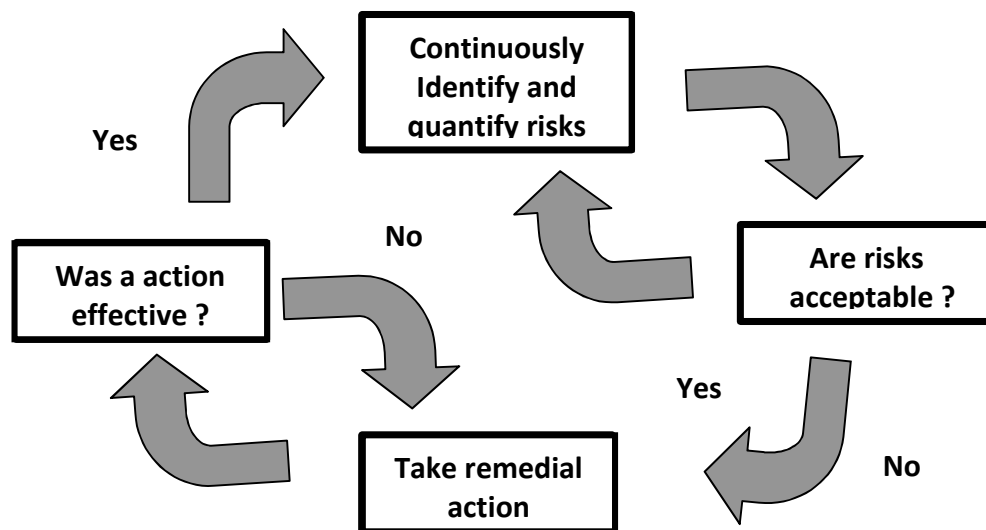 Continuously
Identify and
quantify risks
Yes
No
Was a action
effective ?
Are risks
acceptable ?
Yes
No
Take remedial
action